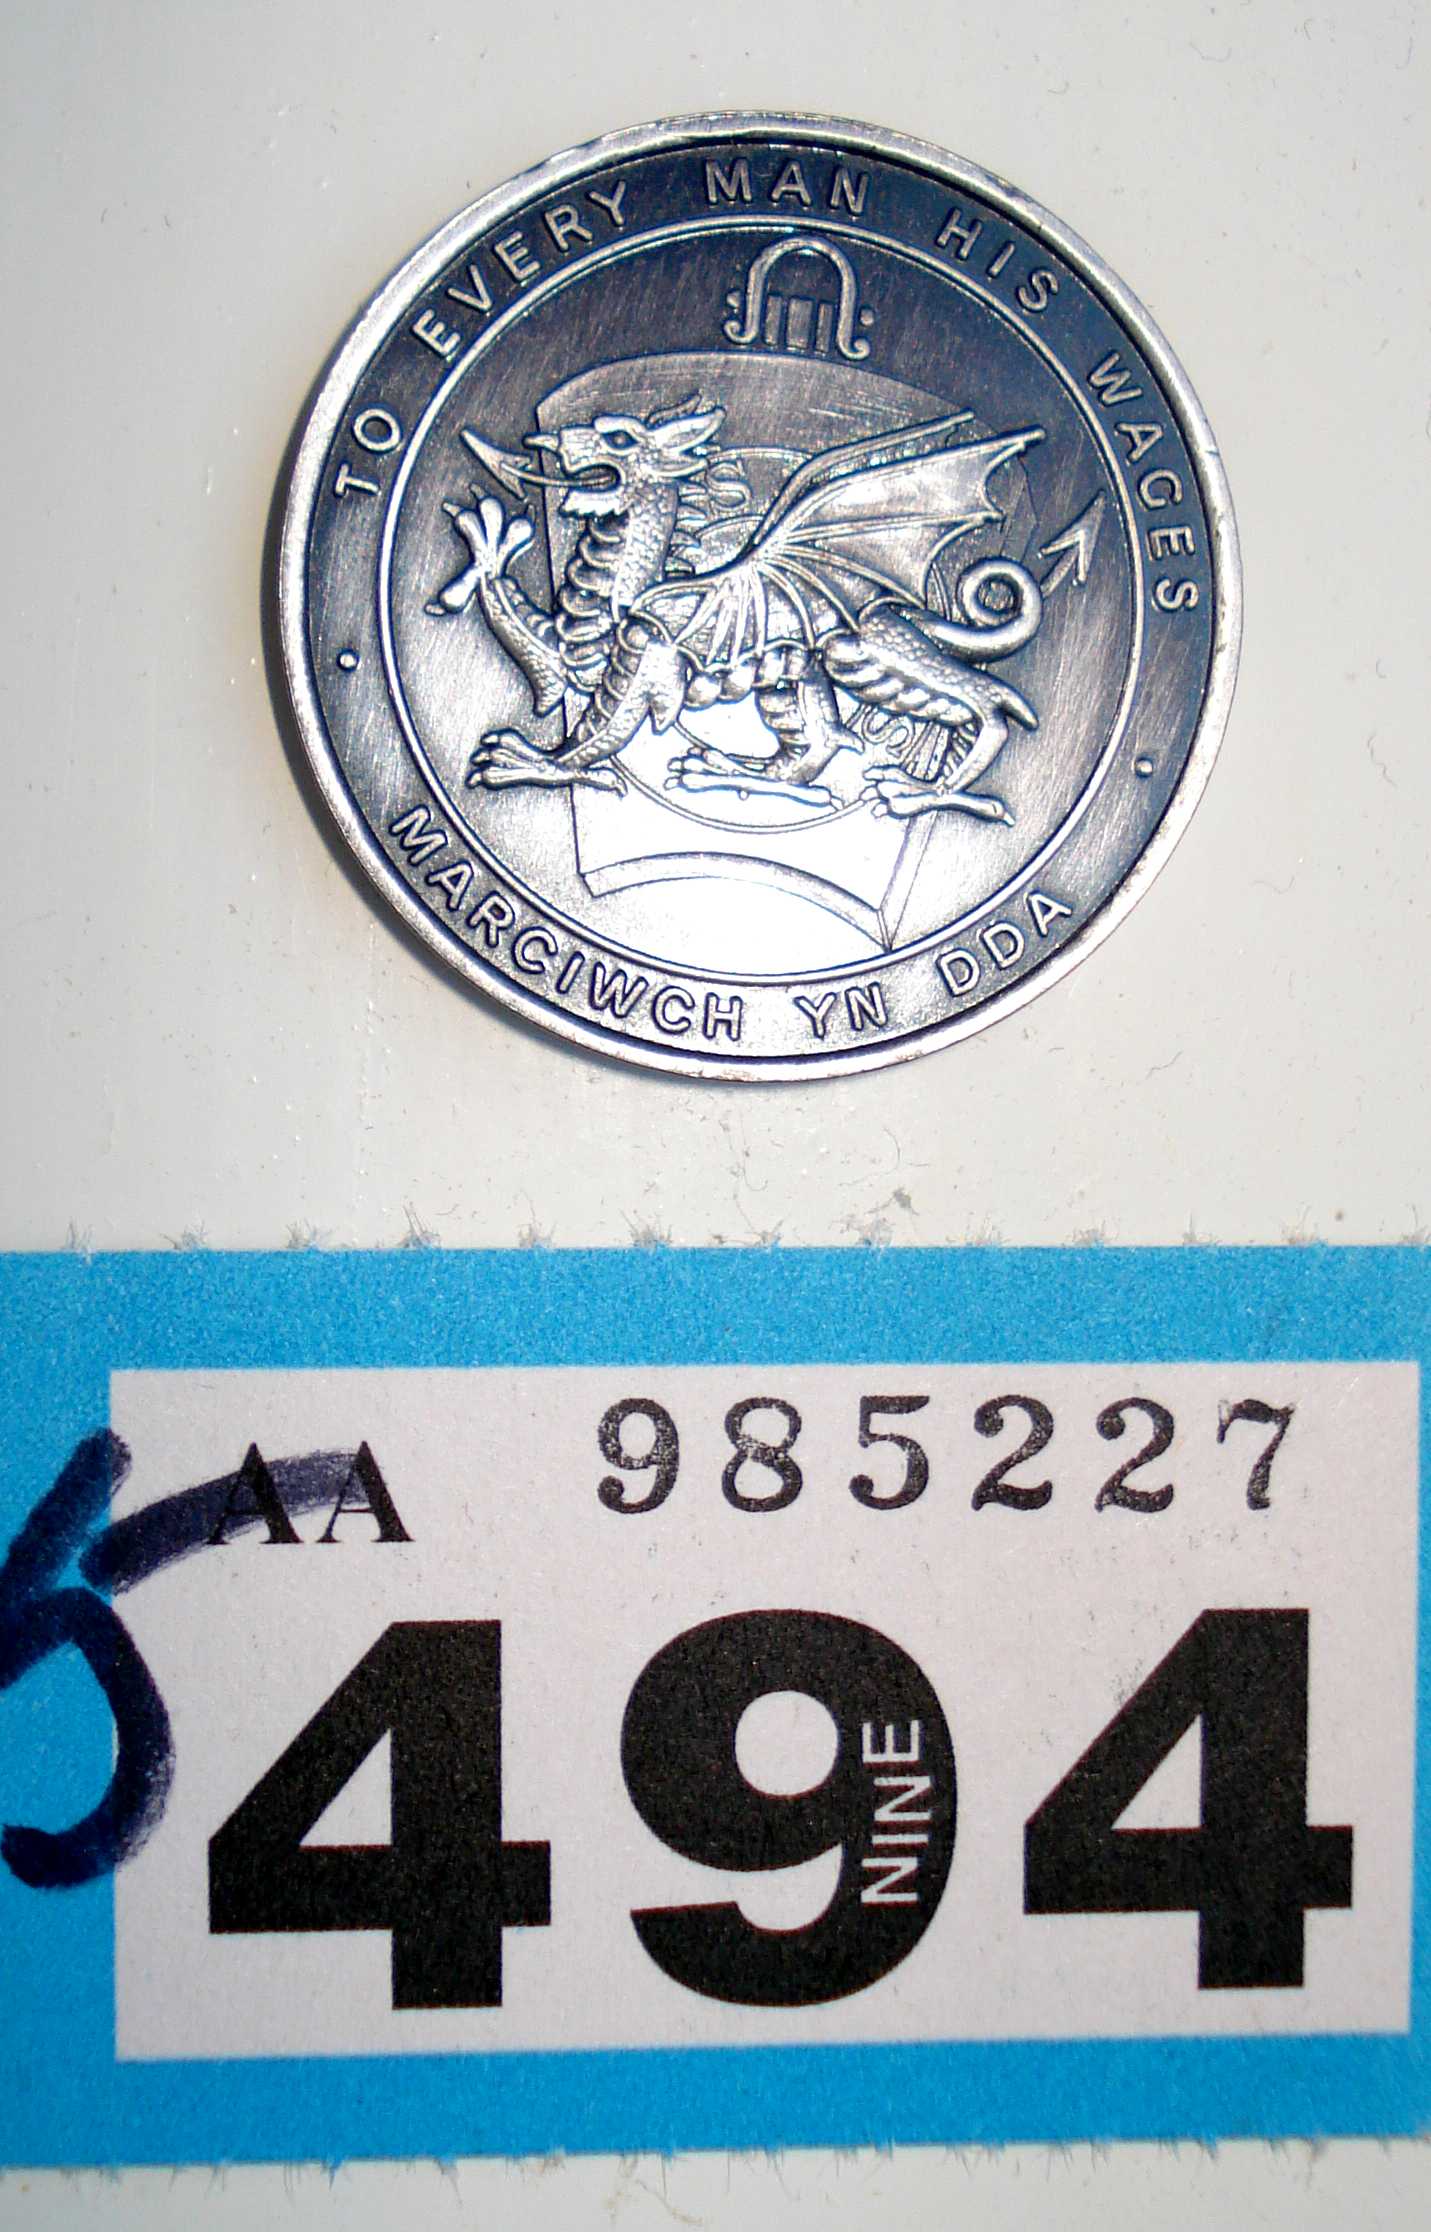 TO EVERY MAN HIS WAGES
MARCIWCH YN DDA
5
AA 985227
494
NINE